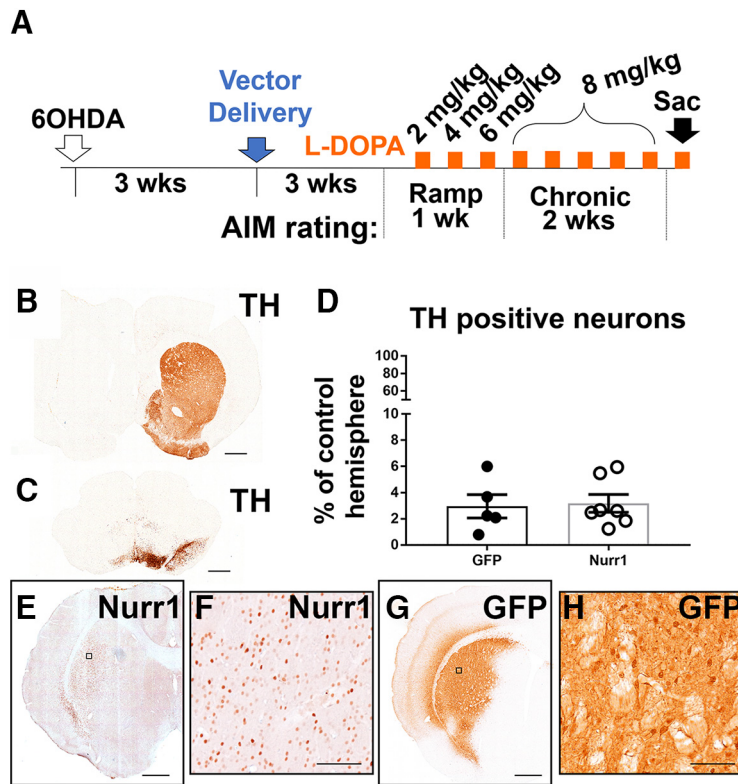 A
6OHDA
Vector
Delivery
L-DOPA
2 mg/kg
4 mg/kg
6 mg/kg
8 mg/kg
Sac
3 wks
3 wks
Ramp
1 wk
Chronic
2 wks
AIM rating:
B
TH
C
TH
D
TH positive neurons
% of control
hemisphere
100
80
60
40
20
10
8
6
4
2
0
GFP
Nurr1
E
Nurr1
F
Nurr1
G
GFP
H
GFP